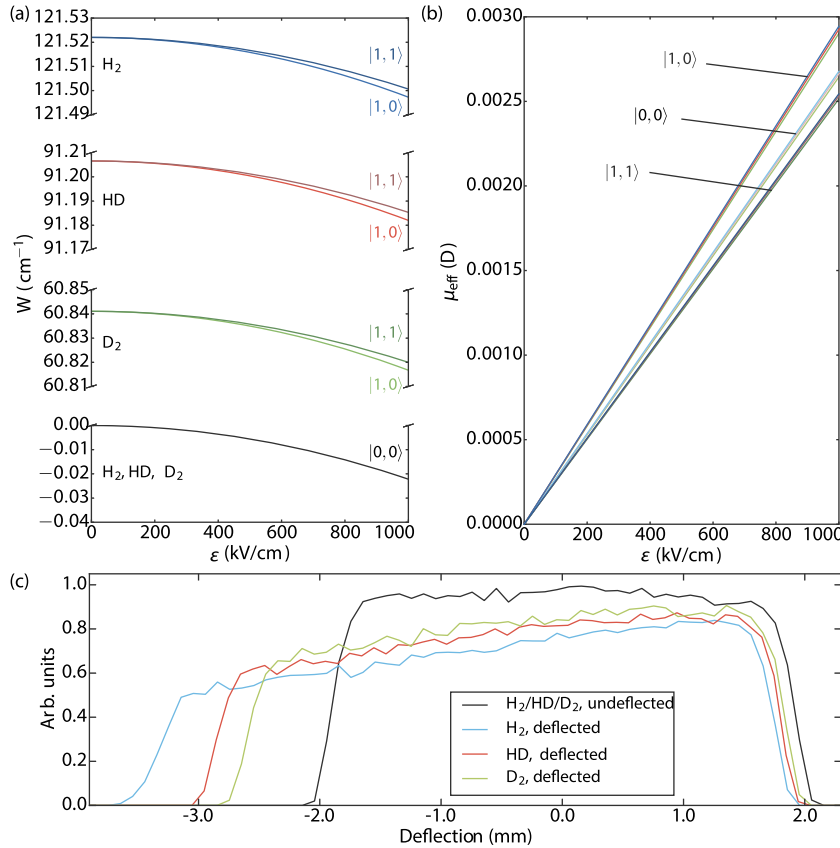 (a)
121.53
121.52
121.51
121.50
121.49
H2
|1,1⟩
|1,0⟩
91.21
91.20
91.19
91.18
91.17
HD
|1,1⟩
|1,0⟩
W (cm−1)
60.85
60.84
60.83
60.82
60.81
D2
|1,1⟩
|1,0⟩
0.00
−0.01
−0.02
−0.03
−0.04
|0,0⟩
H2, HD, D2
0 200 400 600 800 1000
ε (kV/cm)
(b)
0.0030
0.0025
0.0020
0.0015
0.0010
0.0005
0.0000
μeff (D)
|1,0⟩
|0,0⟩
|1,1⟩
0 200 400 600 800 1000
ε (kV/cm)
(c)
1.0
0.8
0.6
0.4
0.2
0.0
Arb. units
H2/HD/D2, undeflected
H2, deflected
HD, deflected
D2, deflected
-3.0 -2.0 -1.0 0.0 1.0 2.0
Deflection (mm)